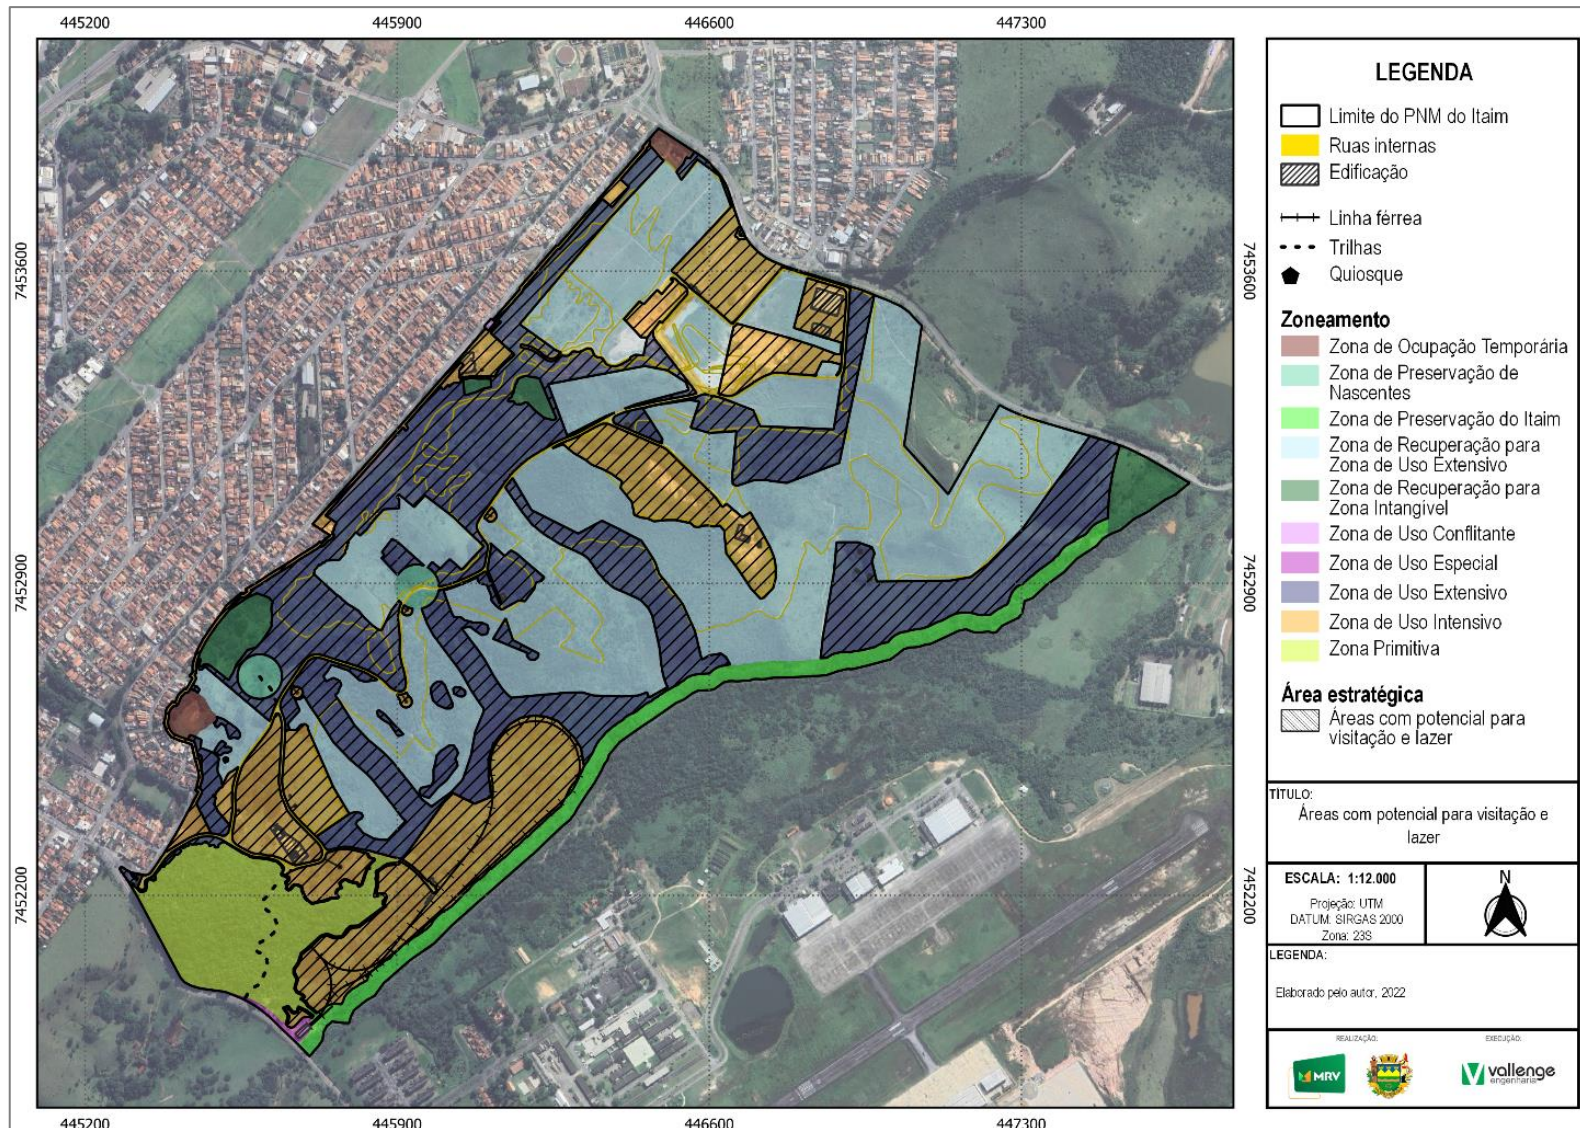 445200 445900 446600 447300
7453600
7452900
7452200
7453600
7452900
7452200
445200 445900 446600 447300
LEGENDA
Limite do PNM do Itaim
Ruas internas
Edificação
Linha férrea
Trilhas
Quiosque
Zoneamento
Zona de Ocupação Temporária
Zona de Preservação de
Nascentes
Zona de Preservação do Itaim
Zona de Recuperação para
Zona de Uso Extensivo
Zona de Recuperação para
Zona Intangível
Zona de Uso Conflitante
Zona de Uso Especial
Zona de Uso Extensivo
Zona de Uso Intensivo
Zona Primitiva
Área estratégica
Áreas com potencial para
visitação e lazer
TÍTULO:
Áreas com potencial para visitação e
lazer
ESCALA: 1:12.000
Projeção: UTM
DATUM: SIRGAS 2000
Zona: 23S
N
LEGENDA:
Elaborado pelo autor, 2022
REALIZAÇÃO:
EXECUÇÃO:
MRV
vallenge
engenharia